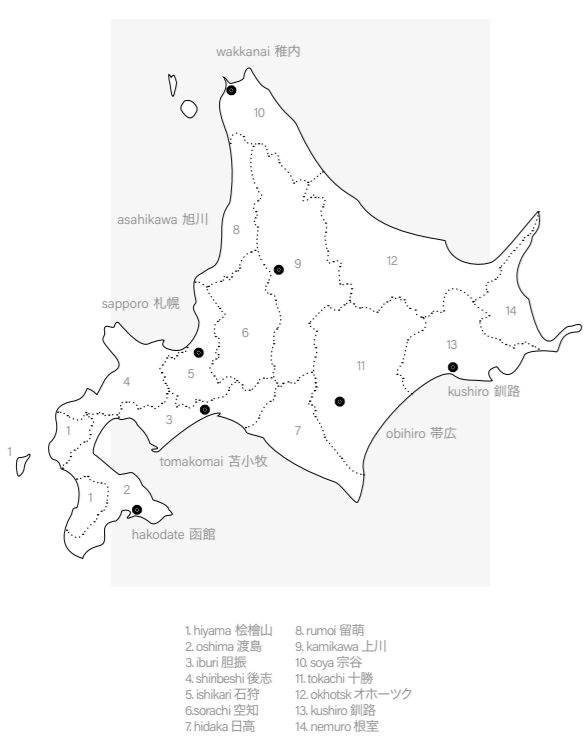 wakkanai 稚内
10
asahikawa 旭川
8
9
12
sapporo 札幌
14
6
13
5
11
4
kushiro 釧路
3
1
7
obihiro 帯広
1
tomakomai 苫小牧
2
1
hakodate 函館
1. hiyama 桧檜山
2. oshima 渡島
3. iburi 胆振
4. shiribeshi 後志
5. ishikari 石狩
6.sorachi 空知
7. hidaka 日高
8. rumoi 留萌
9. kamikawa 上川
10. soya 宗谷
11. tokachi 十勝
12. okhotsk オホーツク
13. kushiro 釧路
14. nemuro 根室